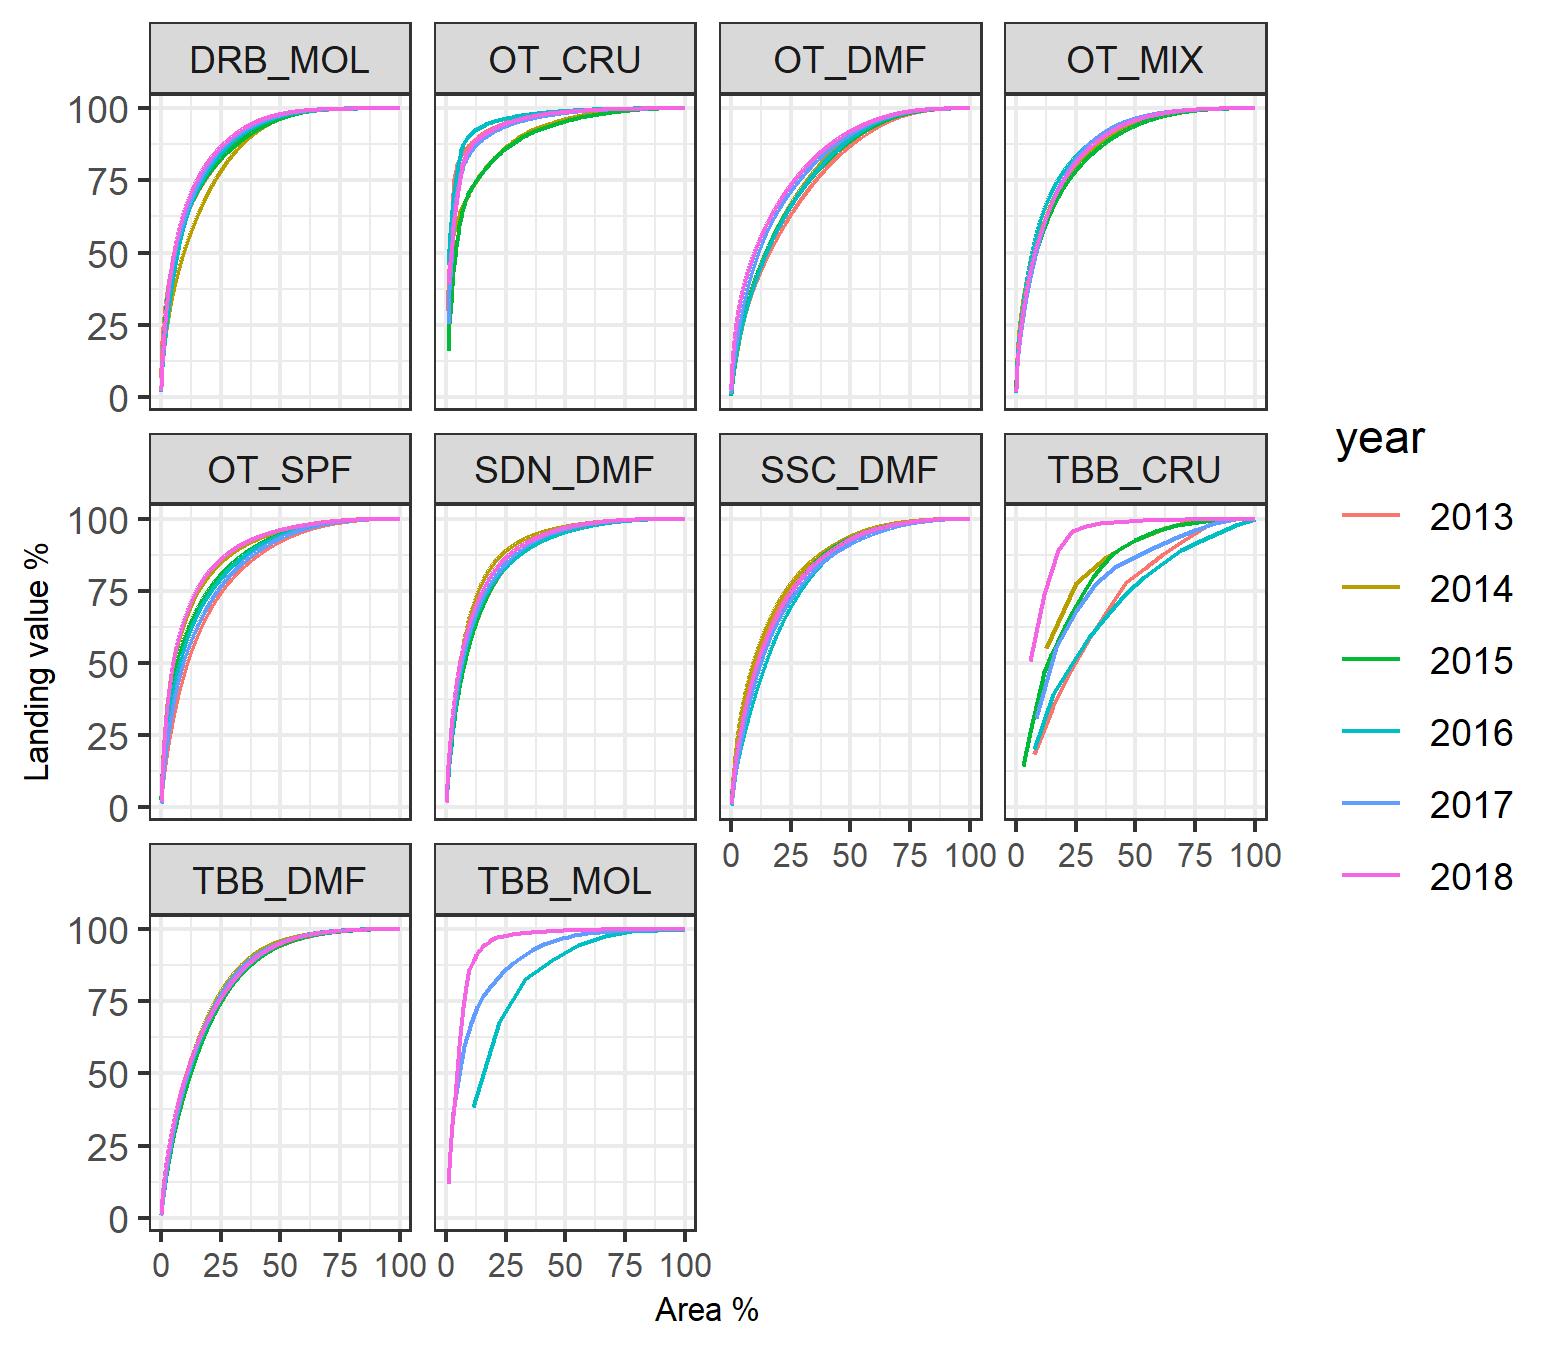 DRB_MOL OT_CRU OT_DMF OT_MIX
100
75
50
25
0
OT_SPF SDN_DMF SSC_DMF TBB_CRU
100
75
50
25
0
0 25 50 75 100 0 25 50 75 100
TBB_DMF TBB_MOL
100
75
50
25
0
0 25 50 75 100 0 25 50 75 100
Area %
Landing value %
year
2013
2014
2015
2016
2017
2018